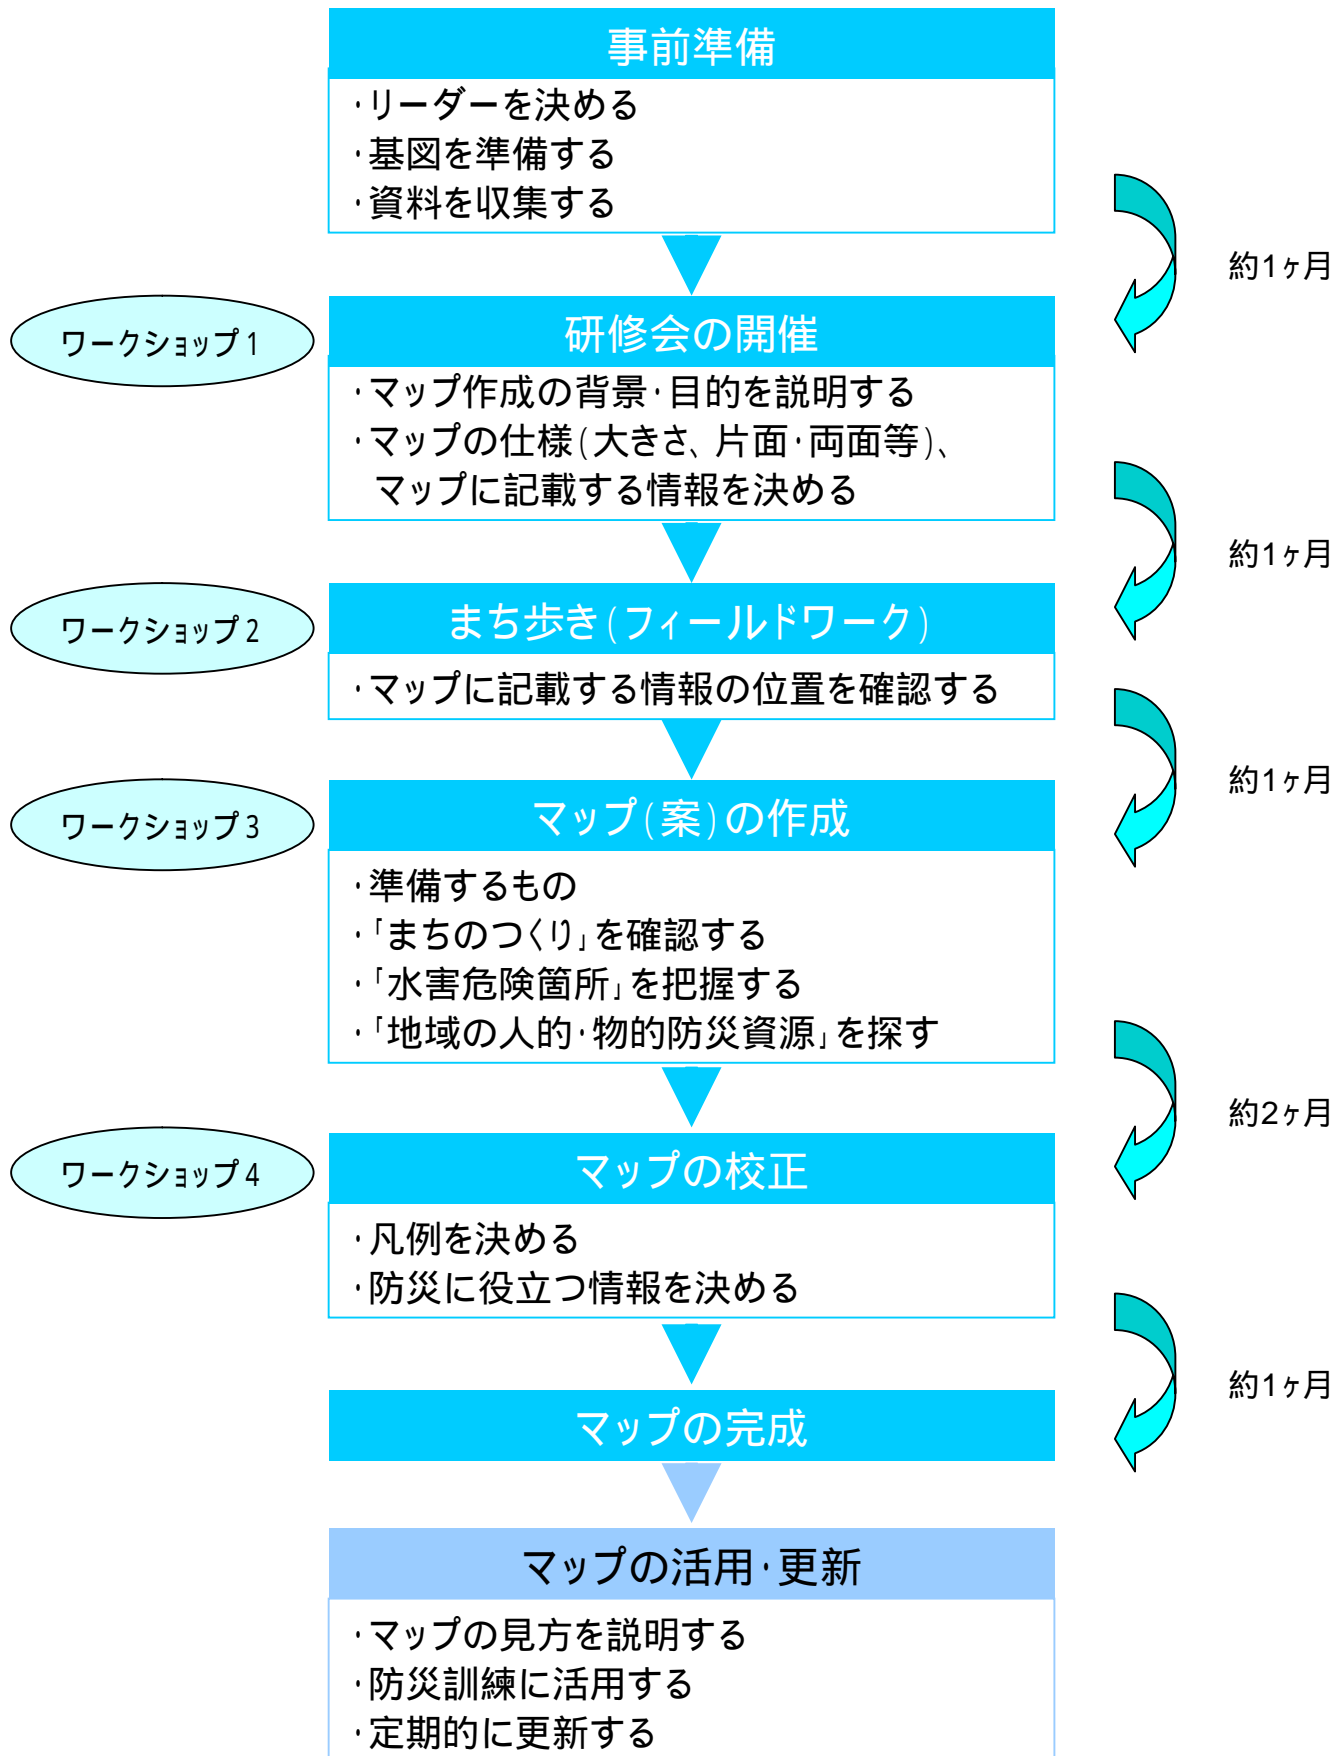 事前準備
・リーダーを決める
・基図を準備する
・資料を収集する
約1ヶ月
ワークショップ1
研修会の開催
・マップ作成の背景・目的を説明する
・マップの仕様(大きさ、片面・両面等)、
マップに記載する情報を決める
約1ヶ月
ワークショップ2
まち歩き(フィールドワーク)
・マップに記載する情報の位置を確認する
約1ヶ月
ワークショップ3
マップ(案)の作成
・準備するもの
・「まちのつくり」を確認する
・「水害危険箇所」を把握する
・「地域の人的・物的防災資源」を探す
約2ヶ月
ワークショップ4
マップの校正
・凡例を決める
・防災に役立つ情報を決める
約1ヶ月
マップの完成
マップの活用・更新
・マップの見方を説明する
・防災訓練に活用する
・定期的に更新する